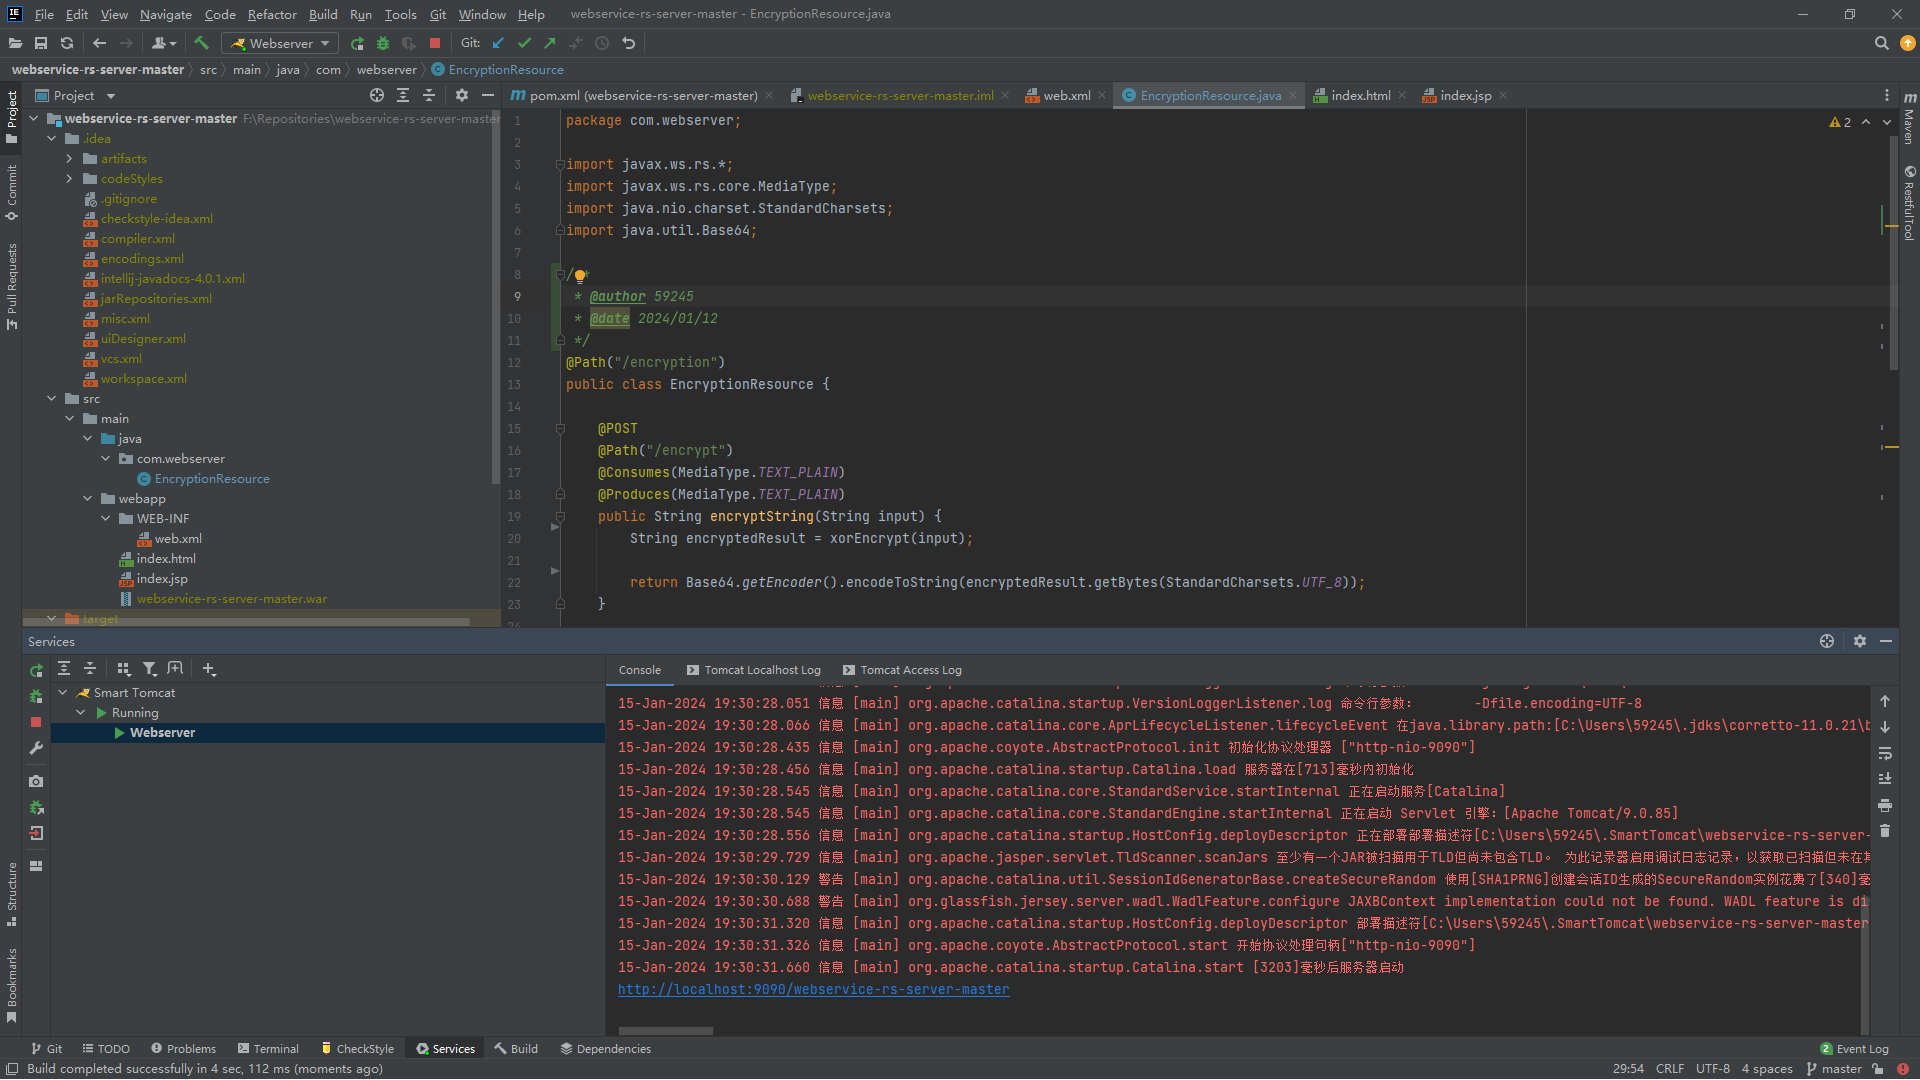 File Edit View Navigate Code Refactor Build Run Tools Git Window Help webservice-rs-server-master - EncryptionResource.java
Webserver Git:
webservice-rs-server-master src main java com webserver EncryptionResource
Project
pom.xml (webservice-rs-server-master) webservice-rs-server-master.iml web.xml EncryptionResource.java index.html index.jsp
Project
Commit
Pull Requests
Structure
Bookmarks
webservice-rs-server-master F:\Repositories\webservice-rs-server-master
.idea
artifacts
codeStyles
.gitignore
checkstyle-idea.xml
compiler.xml
encodings.xml
intellij-javadocs-4.0.1.xml
jarRepositories.xml
misc.xml
uiDesigner.xml
vcs.xml
workspace.xml
src
main
java
com.webserver
EncryptionResource
webapp
WEB-INF
web.xml
index.html
index.jsp
webservice-rs-server-master.war
target
2
1 package com.webserver;
2
3 import javax.ws.rs.*;
4 import javax.ws.rs.core.MediaType;
5 import java.nio.charset.StandardCharsets;
6 import java.util.Base64;
7
8 /**
9 * @author 59245
10 * @date 2024/01/12
11 */
12 @Path("/encryption")
13 public class EncryptionResource {
14
15 @POST
16 @Path("/encrypt")
17 @Consumes(MediaType.TEXT_PLAIN)
18 @Produces(MediaType.TEXT_PLAIN)
19 public String encryptString(String input) {
20 String encryptedResult = xorEncrypt(input);
21
22 return Base64.getEncoder().encodeToString(encryptedResult.getBytes(StandardCharsets.UTF_8));
23 }
24
Maven
RestfulTool
Services
Smart Tomcat
Running
Webserver
Console Tomcat Localhost Log Tomcat Access Log
15-Jan-2024 19:30:28.051 信息 [main] org.apache.catalina.startup.VersionLoggerListener.log 命令行参数： -Dfile.encoding=UTF-8
15-Jan-2024 19:30:28.066 信息 [main] org.apache.catalina.core.AprLifecycleListener.lifecycleEvent 在java.library.path:[C:\Users\59245\.jdks\corretto-11.0.21\b
15-Jan-2024 19:30:28.435 信息 [main] org.apache.coyote.AbstractProtocol.init 初始化协议处理器 ["http-nio-9090"]
15-Jan-2024 19:30:28.456 信息 [main] org.apache.catalina.startup.Catalina.load 服务器在[713]毫秒内初始化
15-Jan-2024 19:30:28.545 信息 [main] org.apache.catalina.core.StandardService.startInternal 正在启动服务[Catalina]
15-Jan-2024 19:30:28.545 信息 [main] org.apache.catalina.core.StandardEngine.startInternal 正在启动 Servlet 引擎：[Apache Tomcat/9.0.85]
15-Jan-2024 19:30:28.556 信息 [main] org.apache.catalina.startup.HostConfig.deployDescriptor 正在部署部署描述符[C:\Users\59245\.SmartTomcat\webservice-rs-server-
15-Jan-2024 19:30:29.729 信息 [main] org.apache.jasper.servlet.TldScanner.scanJars 至少有一个JAR被扫描用于TLD但尚未包含TLD。 为此记录器启用调试日志记录，以获取已扫描但未在其
15-Jan-2024 19:30:30.129 警告 [main] org.apache.catalina.util.SessionIdGeneratorBase.createSecureRandom 使用[SHA1PRNG]创建会话ID生成的SecureRandom实例花费了[340]毫
15-Jan-2024 19:30:30.688 警告 [main] org.glassfish.jersey.server.wadl.WadlFeature.configure JAXBContext implementation could not be found. WADL feature is di
15-Jan-2024 19:30:31.320 信息 [main] org.apache.catalina.startup.HostConfig.deployDescriptor 部署描述符[C:\Users\59245\.SmartTomcat\webservice-rs-server-master
15-Jan-2024 19:30:31.326 信息 [main] org.apache.coyote.AbstractProtocol.start 开始协议处理句柄["http-nio-9090"]
15-Jan-2024 19:30:31.660 信息 [main] org.apache.catalina.startup.Catalina.start [3203]毫秒后服务器启动
http://localhost:9090/webservice-rs-server-master
Git TODO Problems Terminal CheckStyle Services Build Dependencies 2 Event Log
Build completed successfully in 4 sec, 112 ms (moments ago) 29:54 CRLF UTF-8 4 spaces master